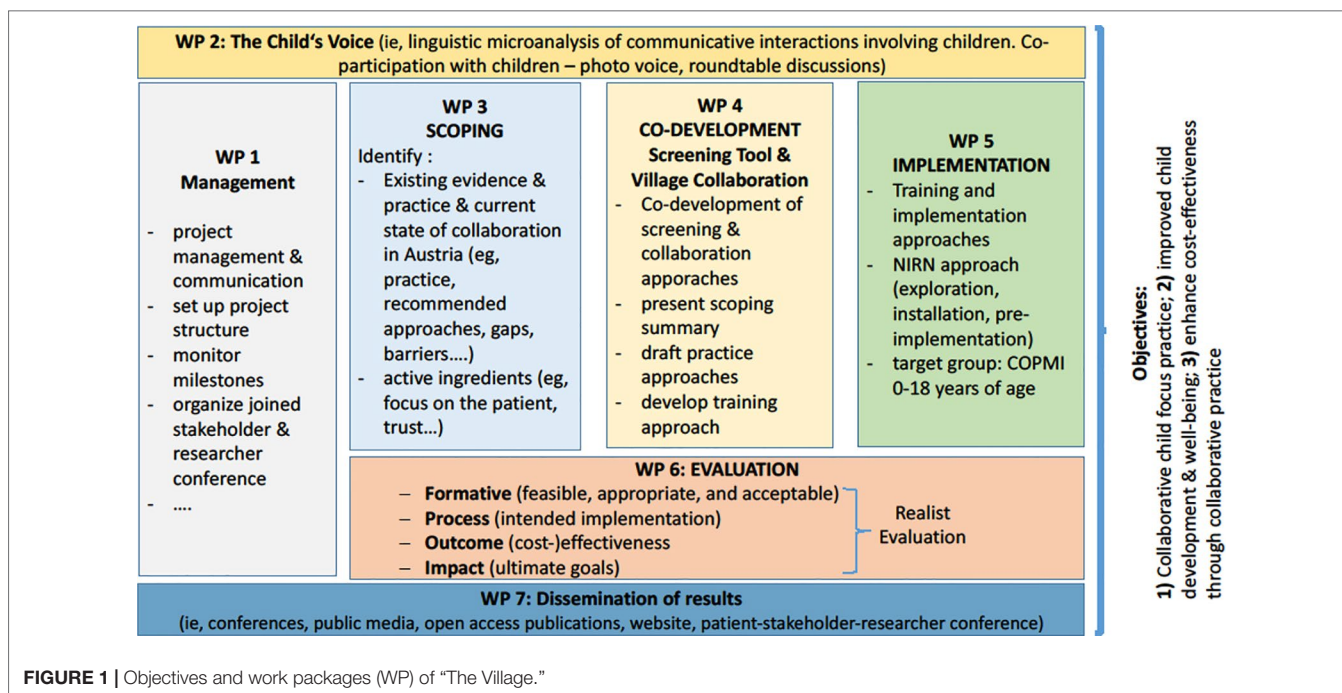 WP 2: The Child's Voice (ie, linguistic microanalysis of communicative interactions involving children. Co-
participation with children – photo voice, roundtable discussions)
WP 1
Management
- project
management &
communication
- set up project
structure
- monitor
milestones
- organize joined
stakeholder &
researcher
conference
- ....
WP 3
SCOPING
Identify :
- Existing evidence &
practice & current
state of collaboration
in Austria (eg,
practice,
recommended
approaches, gaps,
barriers....)
- active ingredients (eg,
focus on the patient,
trust...)
WP 4
CO-DEVELOPMENT
Screening Tool &
Village Collaboration
- Co-development of
screening &
collaboration
apporaches
- present scoping
summary
- draft practice
approaches
- develop training
approach
WP 5
IMPLEMENTATION
- Training and
implementation
approaches
- NIRN approach
(exploration,
installation, pre-
implementation)
- target group: COPMI
0-18 years of age
WP 6: EVALUATION
– Formative (feasible, appropriate, and acceptable)
– Process (intended implementation)
– Outcome (cost-)effectiveness
– Impact (ultimate goals)
Realist
Evaluation
WP 7: Dissemination of results
(ie, conferences, public media, open access publications, website, patient-stakeholder-researcher conference)
Objectives:
1) Collaborative child focus practice; 2) improved child
development & well-being; 3) enhance cost-effectiveness
through collaborative practice
FIGURE 1 | Objectives and work packages (WP) of "The Village."